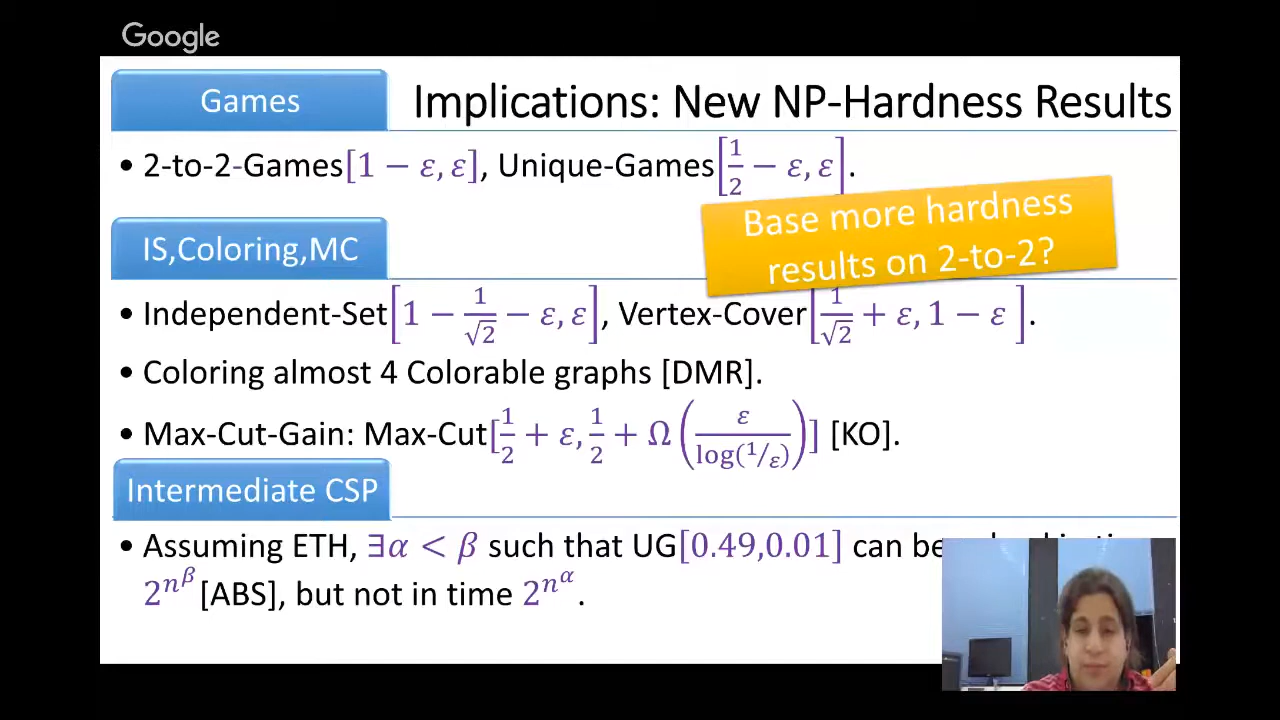 Google
Games
Implications: New NP-Hardness Results
• 2-to-2-Games[1 − ε, ε], Unique-Games[1/2 − ε, ε].
Base more hardness
results on 2-to-2?
IS,Coloring,MC
• Independent-Set[1 − 1/√2 − ε, ε], Vertex-Cover[1/√2 + ε, 1 − ε ].
• Coloring almost 4 Colorable graphs [DMR].
• Max-Cut-Gain: Max-Cut[1/2 + ε, 1/2 + Ω(ε/log(1/ε))] [KO].
Intermediate CSP
• Assuming ETH, ∃α < β such that UG[0.49,0.01] can be
2^{n^β}[ABS], but not in time 2^{n^α}.